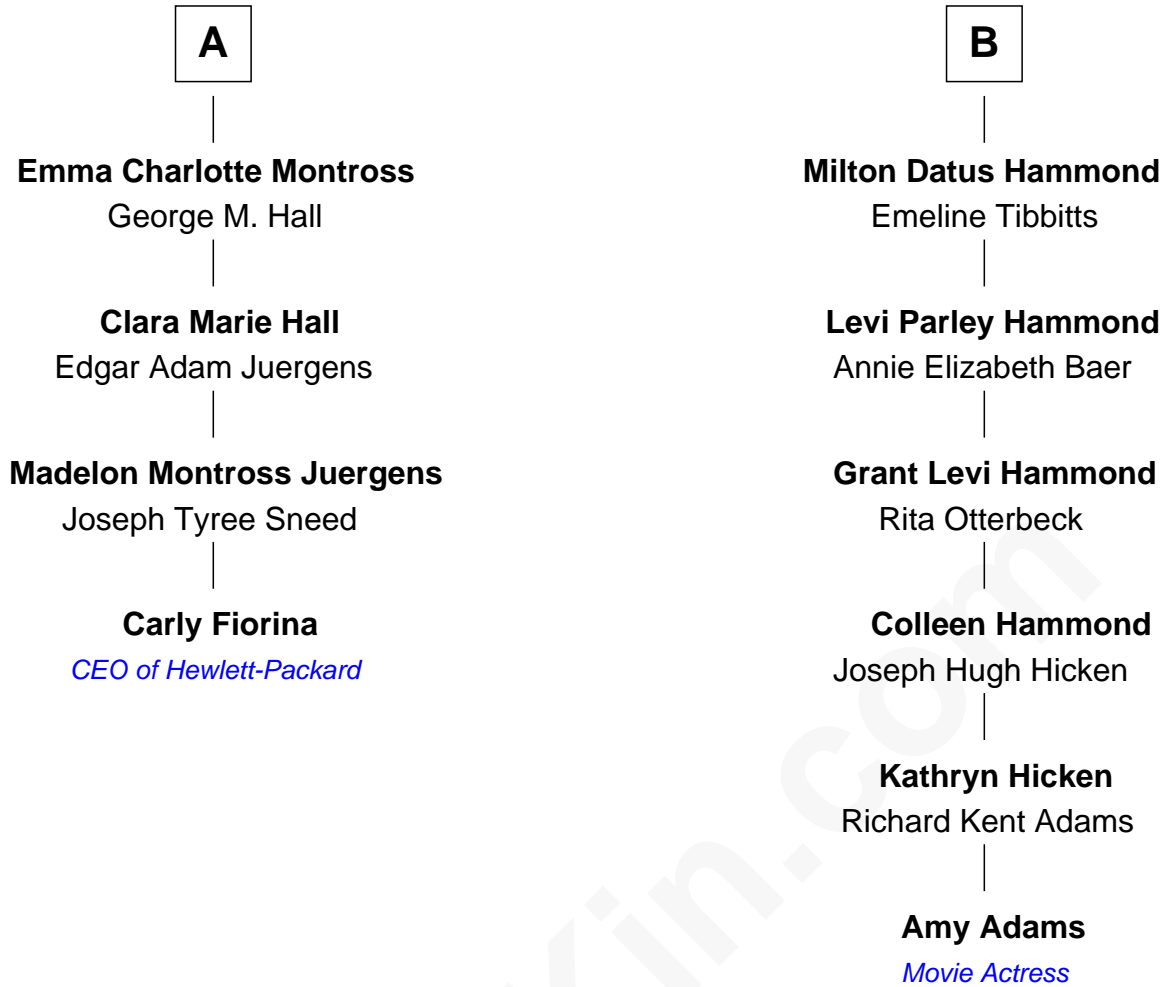 A
Emma Charlotte Montross
George M. Hall
Clara Marie Hall
Edgar Adam Juergens
Madelon Montross Juergens
Joseph Tyree Sneed
Carly Fiorina
CEO of Hewlett-Packard
B
Milton Datus Hammond
Emeline Tibbitts
Levi Parley Hammond
Annie Elizabeth Baer
Grant Levi Hammond
Rita Otterbeck
Colleen Hammond
Joseph Hugh Hicken
Kathryn Hicken
Richard Kent Adams
Amy Adams
Movie Actress
Kin.com